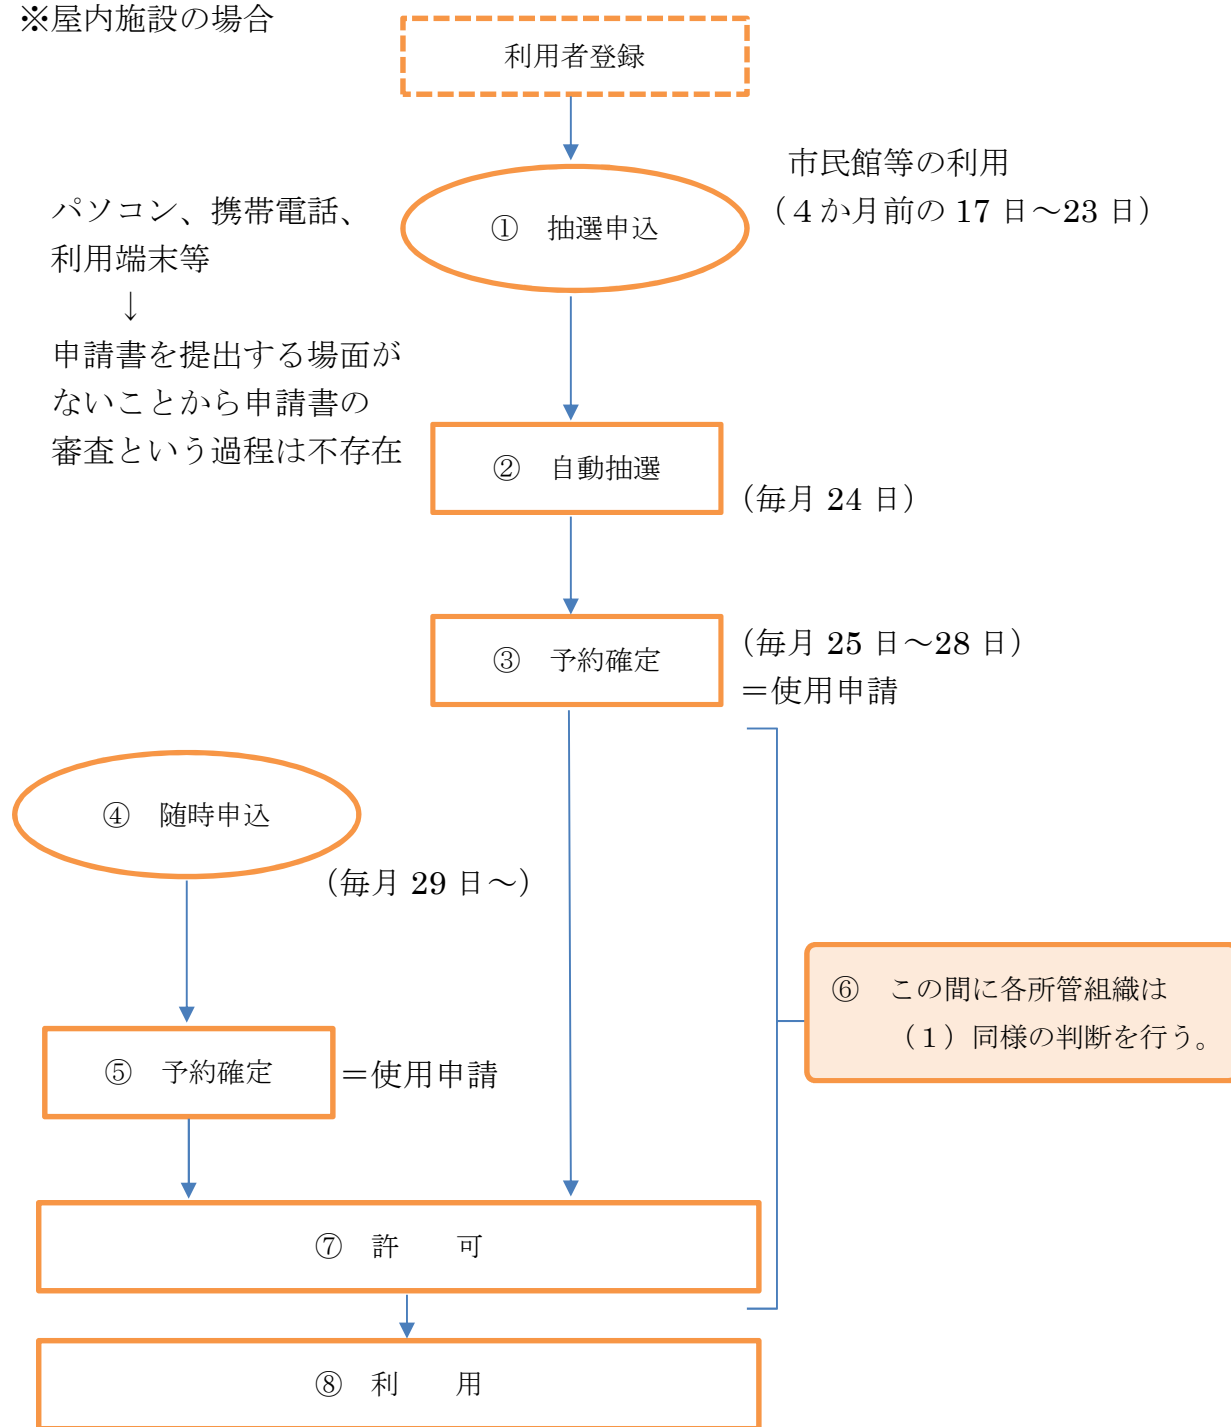 ※屋内施設の場合
利用者登録
市民館等の利用
（４か月前の 17 日～23 日）
① 抽選申込
パソコン、携帯電話、
利用端末等
↓
申請書を提出する場面が
ないことから申請書の
審査という過程は不存在
② 自動抽選
（毎月 24 日）
③ 予約確定
（毎月 25 日～28 日）
＝使用申請
④ 随時申込
（毎月 29 日～）
⑤ 予約確定
＝使用申請
⑥ この間に各所管組織は
（１）同様の判断を行う。
⑦ 許　　可
⑧ 利　　用